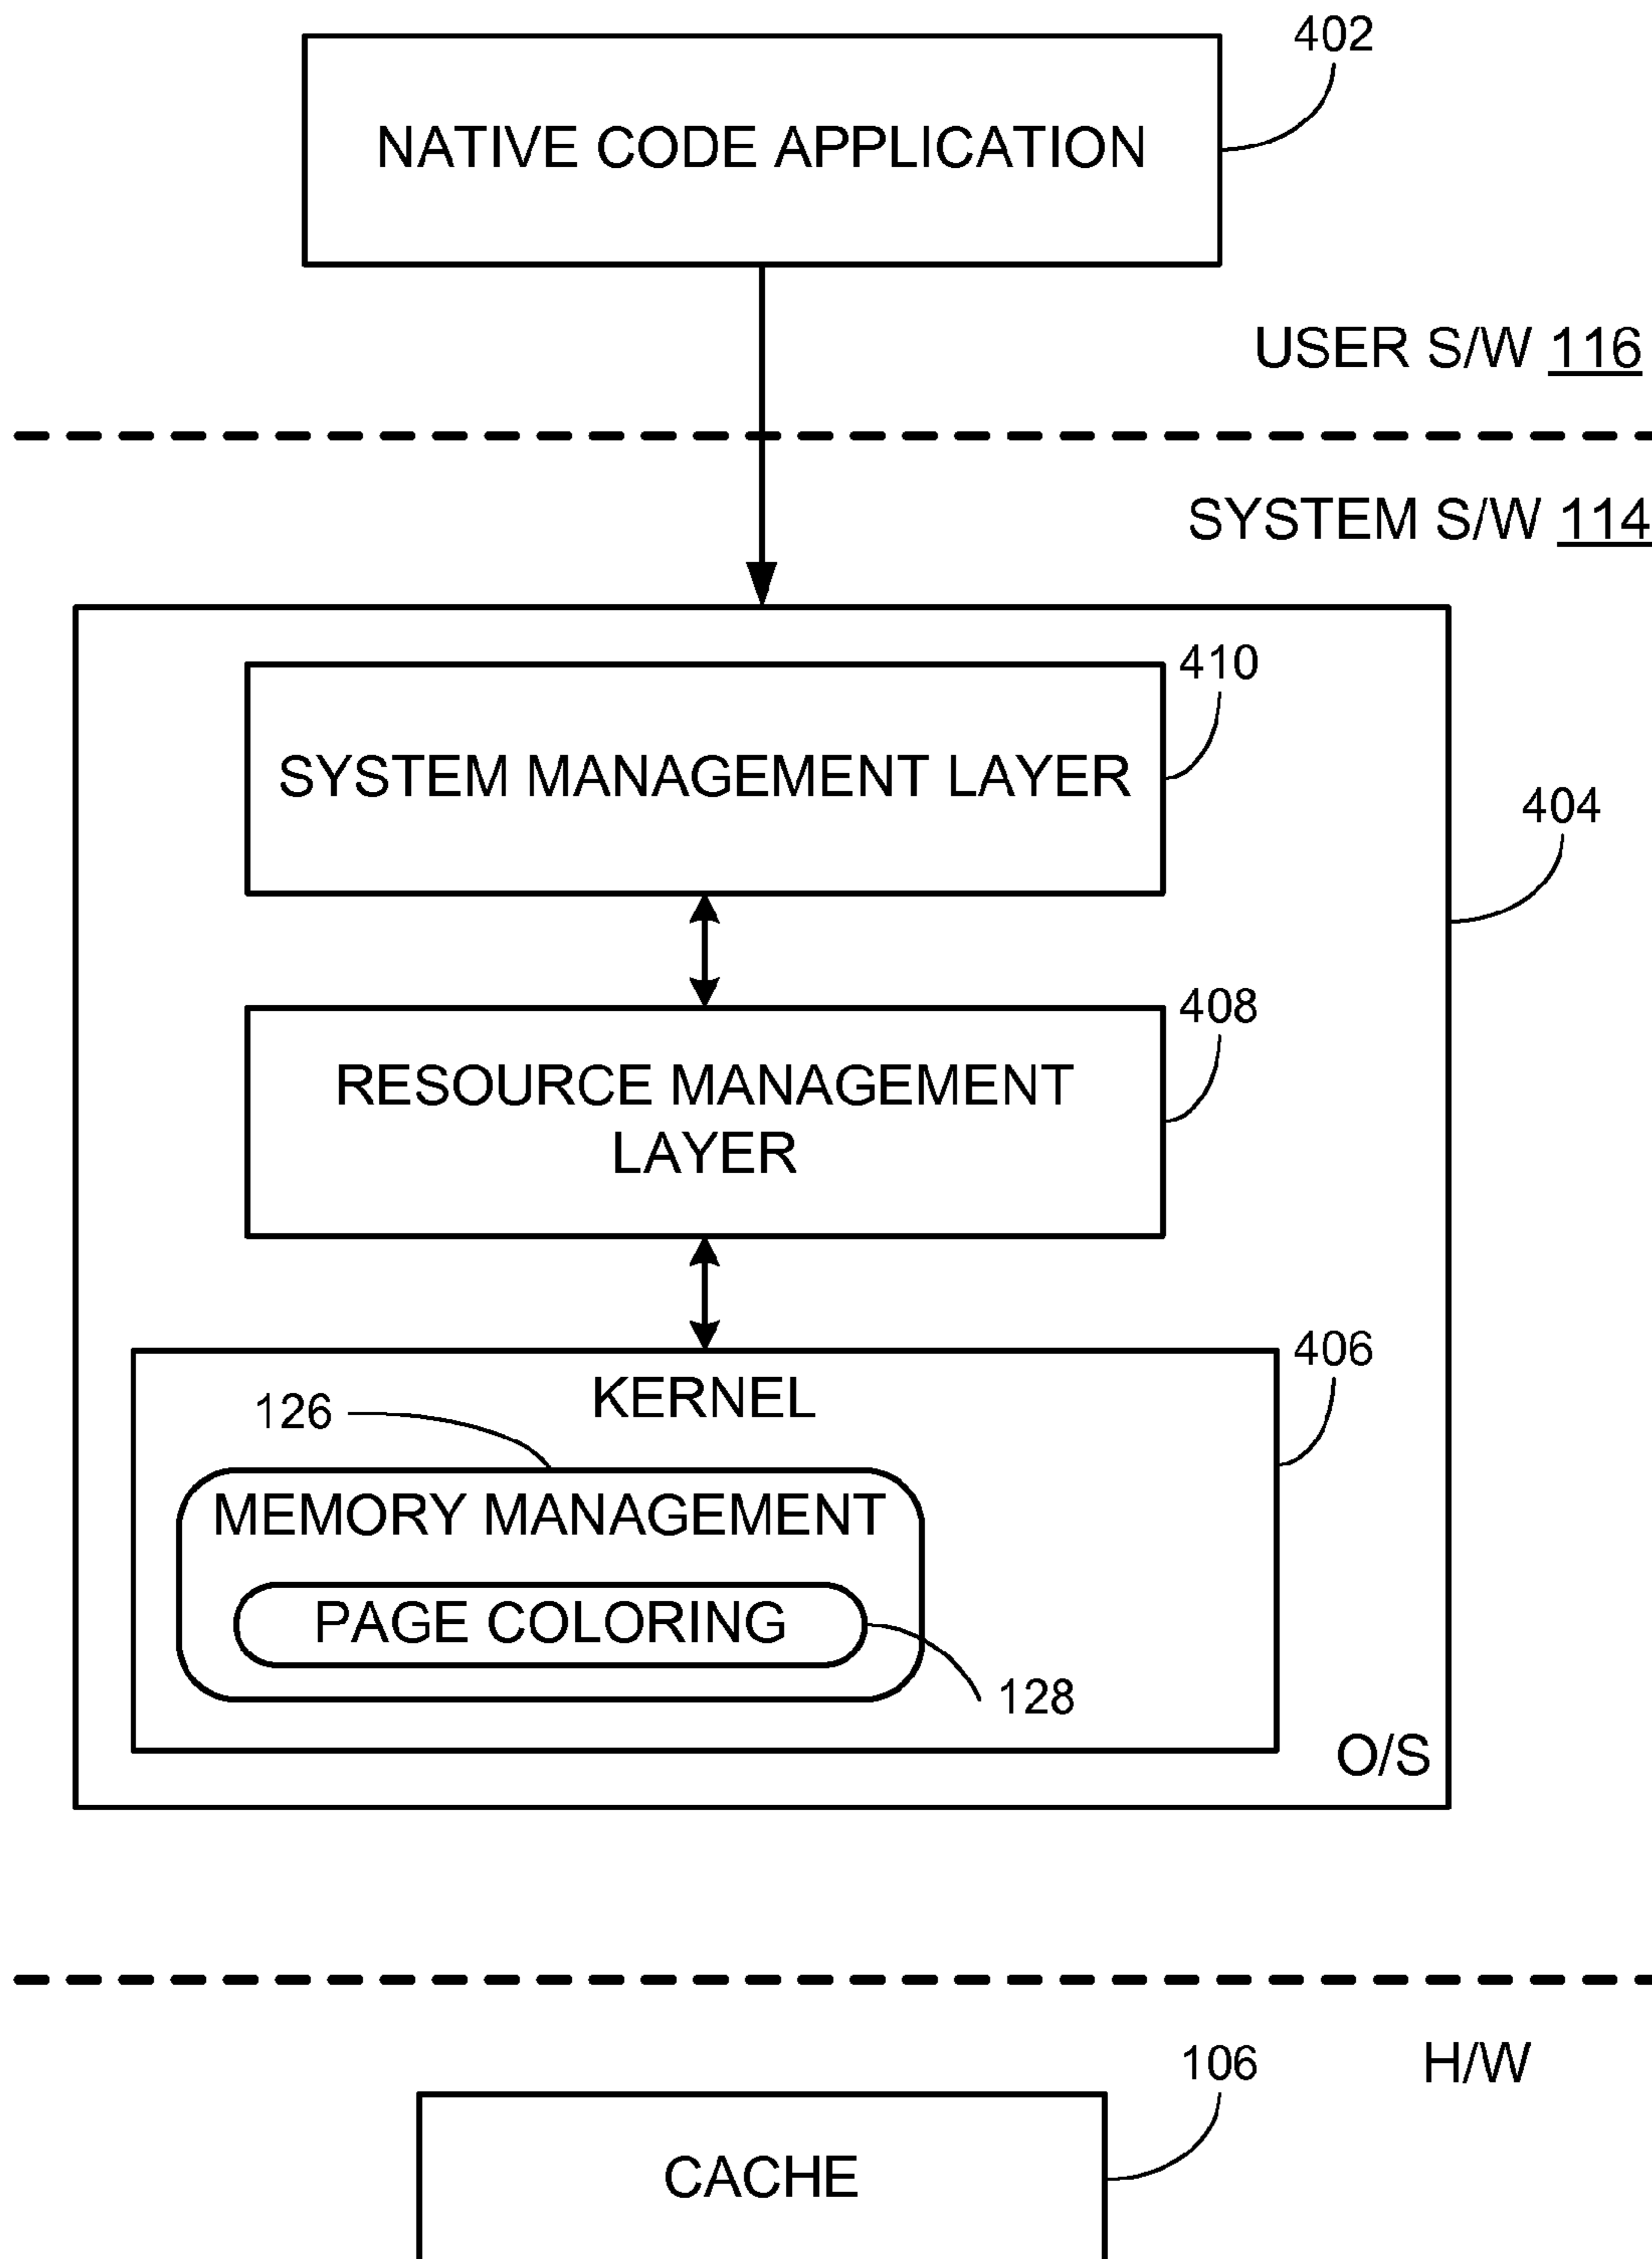 402
NATIVE CODE APPLICATION
USER S/W 116
SYSTEM S/W 114
410
SYSTEM MANAGEMENT LAYER
404
408
RESOURCE MANAGEMENT
LAYER
406
KERNEL
126
MEMORY MANAGEMENT
PAGE COLORING
128
O/S
106
H/W
CACHE